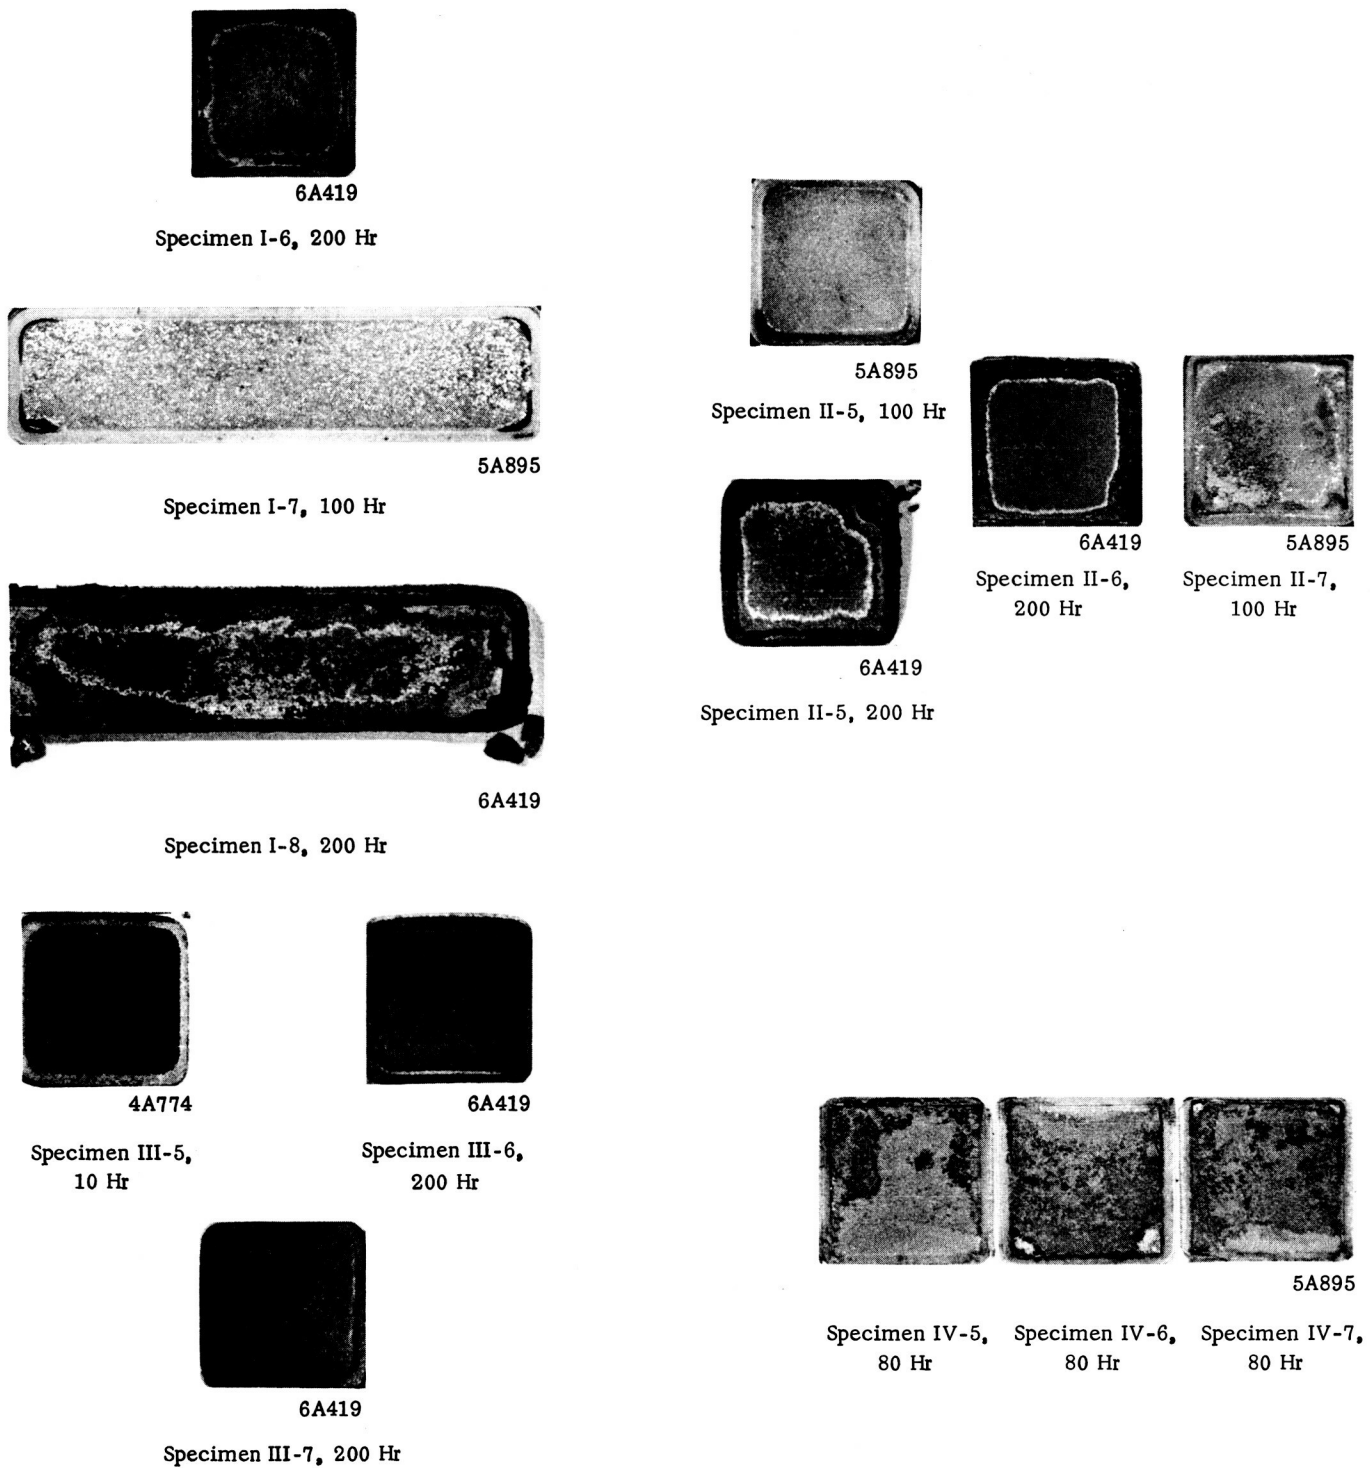 6A419
Specimen I-6, 200 Hr
5A895
Specimen I-7, 100 Hr
6A419
Specimen I-8, 200 Hr
5A895
Specimen II-5, 100 Hr
6A419
Specimen II-5, 200 Hr
6A419
Specimen II-6,
200 Hr
5A895
Specimen II-7,
100 Hr
4A774
Specimen III-5,
10 Hr
6A419
Specimen III-6,
200 Hr
6A419
Specimen III-7, 200 Hr
5A895
Specimen IV-5,
80 Hr
Specimen IV-6,
80 Hr
Specimen IV-7,
80 Hr